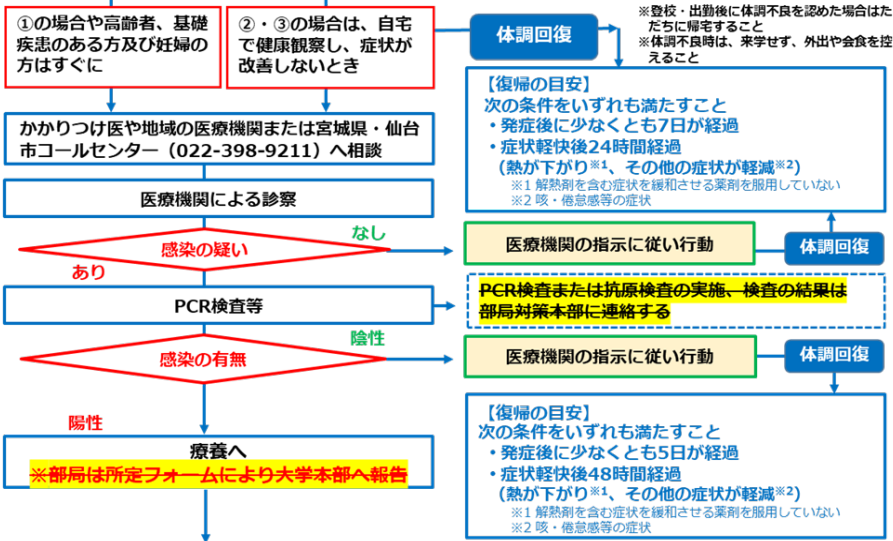 ①の場合や高齢者、基礎
疾患のある方及び妊婦の
方はすぐに
②・③の場合は、自宅
で健康観察し、症状が
改善しないとき
体調回復
※登校・出勤後に体調不良を認めた場合はた
だちに帰宅すること
※体調不良時は、来学せず、外出や会食を控
えること
【復帰の目安】
次の条件をいずれも満たすこと
・発症後に少なくとも7日が経過
・症状軽快後24時間経過
（熱が下がり※1、その他の症状が軽減※2）
※1 解熱剤を含む症状を緩和させる薬剤を服用していない
※2 咳・倦怠感等の症状
かかりつけ医や地域の医療機関または宮城県・仙台
市コールセンター（022-398-9211）へ相談
医療機関による診察
感染の疑い
なし
医療機関の指示に従い行動
体調回復
あり
PCR検査等
PCR検査または抗原検査の実施、検査の結果は
部局対策本部に連絡する
感染の有無
陰性
医療機関の指示に従い行動
体調回復
陽性
療養へ
※部局は所定フォームにより大学本部へ報告
【復帰の目安】
次の条件をいずれも満たすこと
・発症後に少なくとも5日が経過
・症状軽快後48時間経過
（熱が下がり※1、その他の症状が軽減※2）
※1 解熱剤を含む症状を緩和させる薬剤を服用していない
※2 咳・倦怠感等の症状